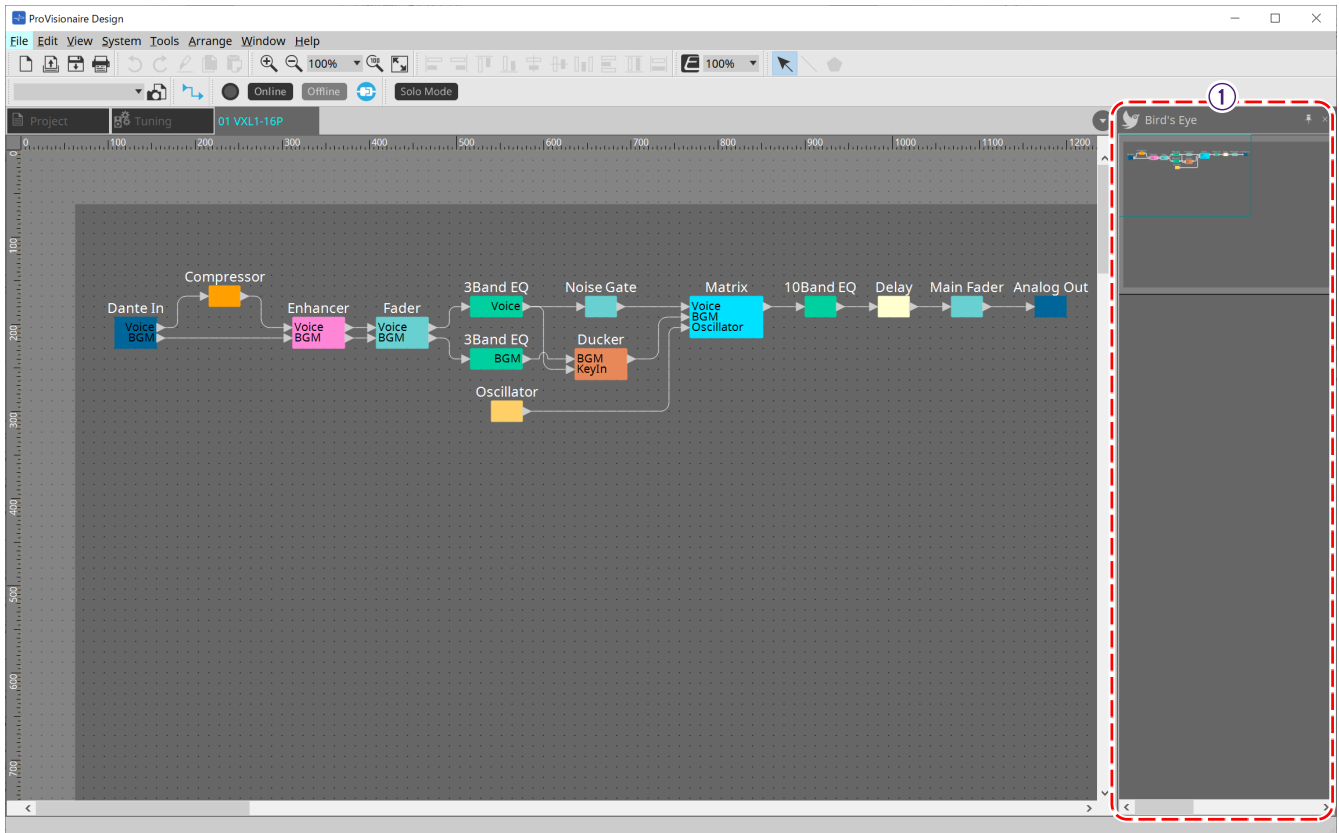 ProVisionaire Design
File Edit View System Tools Arrange Window Help
100% 100 100%
Online Offline Solo Mode
Project Tuning 01 VXL1-16P
1
Bird's Eye
0 100 200 300 400 500 600 700 800 900 1000 1100 1200
0
100
200
300
400
500
600
700
Compressor
Dante In
Voice
BGM
Enhancer
Voice
BGM
Fader
Voice
BGM
3Band EQ
Voice
3Band EQ
BGM
Oscillator
Noise Gate
Ducker
BGM
KeyIn
Matrix
Voice
BGM
Oscillator
10Band EQ
Delay
Main Fader
Analog Out